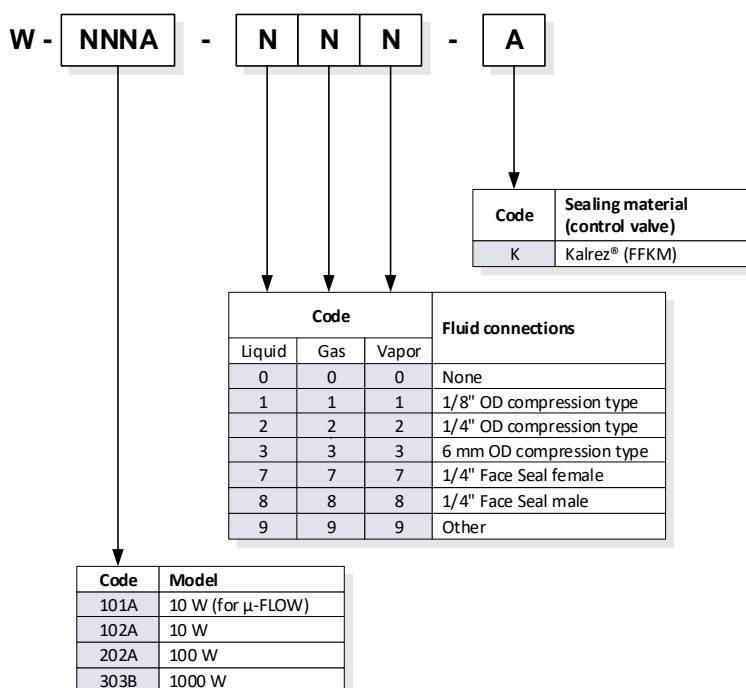 W - NNNA - N N N - A
Code Sealing material
(control valve)
K Kalrez® (FFKM)
Code Fluid connections
Liquid Gas Vapor
0 0 0 None
1 1 1 1/8" OD compression type
2 2 2 1/4" OD compression type
3 3 3 6 mm OD compression type
7 7 7 1/4" Face Seal female
8 8 8 1/4" Face Seal male
9 9 9 Other
Code Model
101A 10 W (for µ-FLOW)
102A 10 W
202A 100 W
303B 1000 W